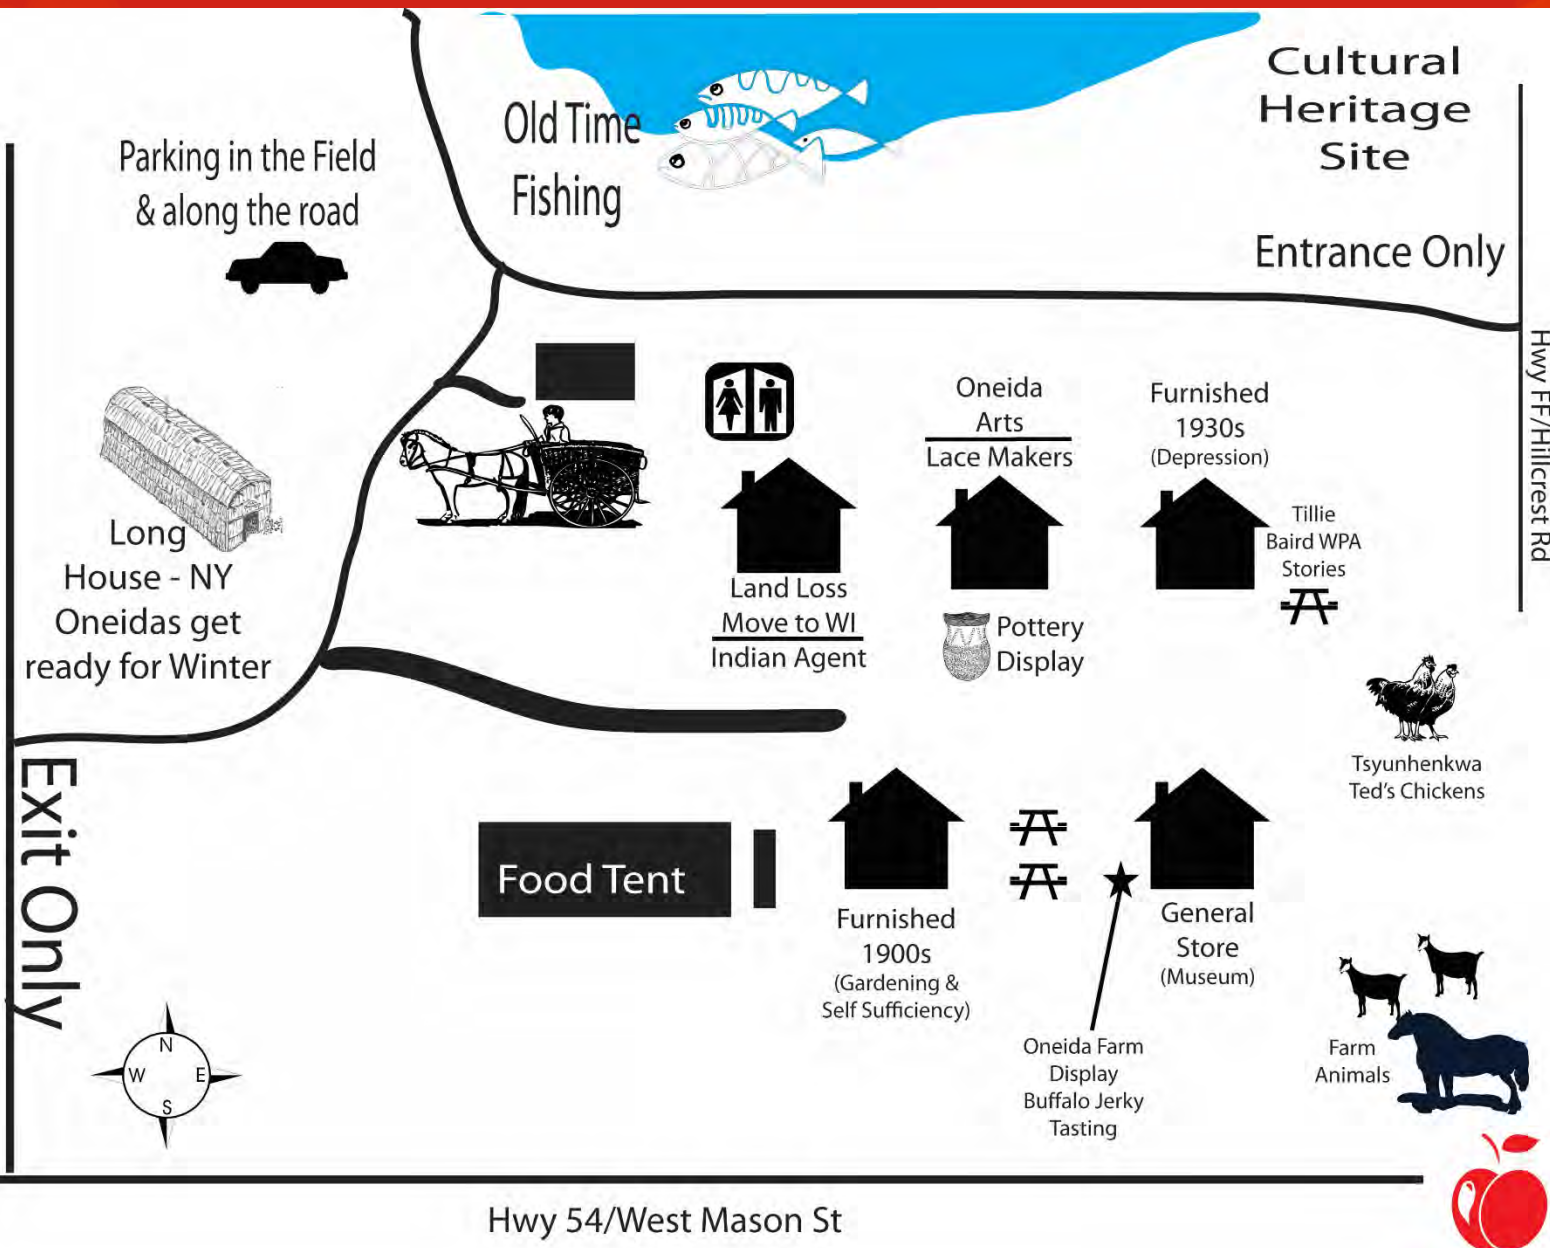 Cultural
Heritage
Site
Old Time
Fishing
Parking in the Field
& along the road
Entrance Only
Hwy FF/Hillcrest Rd
Oneida
Arts
Lace Makers
Furnished
1930s
(Depression)
Tillie
Baird WPA
Stories
Long
House - NY
Oneidas get
ready for Winter
Land Loss
Move to WI
Indian Agent
Pottery
Display
Tsyunhenkwa
Ted's Chickens
Exit Only
Food Tent
Furnished
1900s
(Gardening &
Self Sufficiency)
General
Store
(Museum)
Oneida Farm
Display
Buffalo Jerky
Tasting
Farm
Animals
N
W E
S
Hwy 54/West Mason St